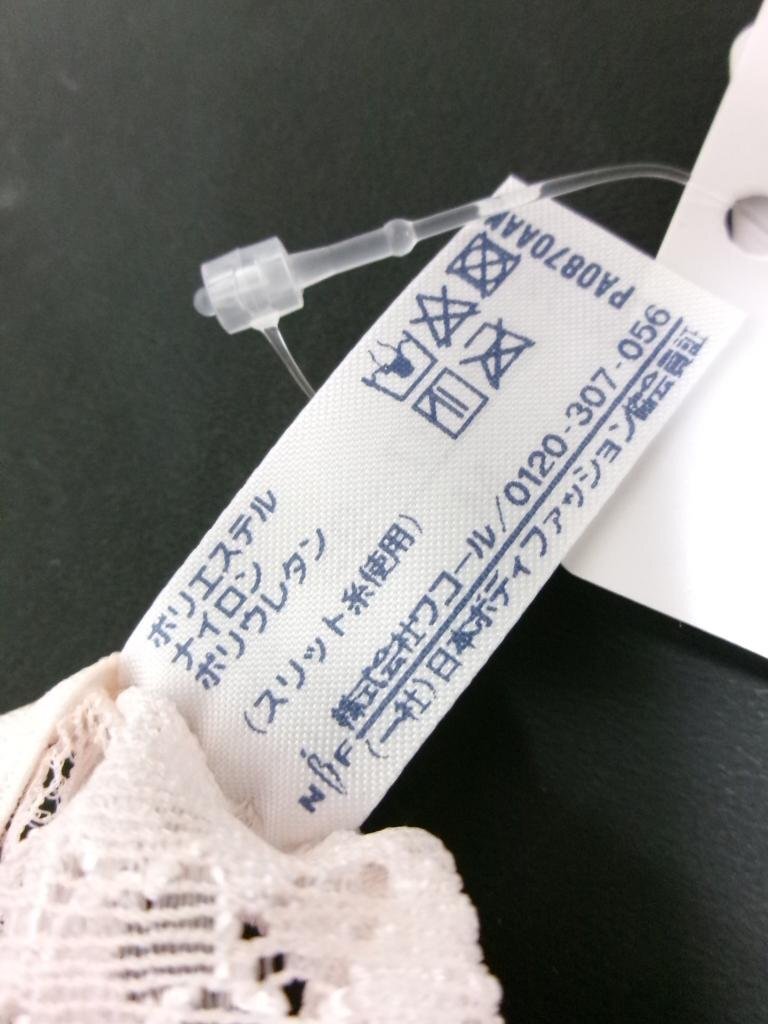 ポリエステル
ナイロン
ポリウレタン
(スリット糸使用)
株式会社ワコール/0120-307-056
NBF (一社)日本ボディファッション協会会員証